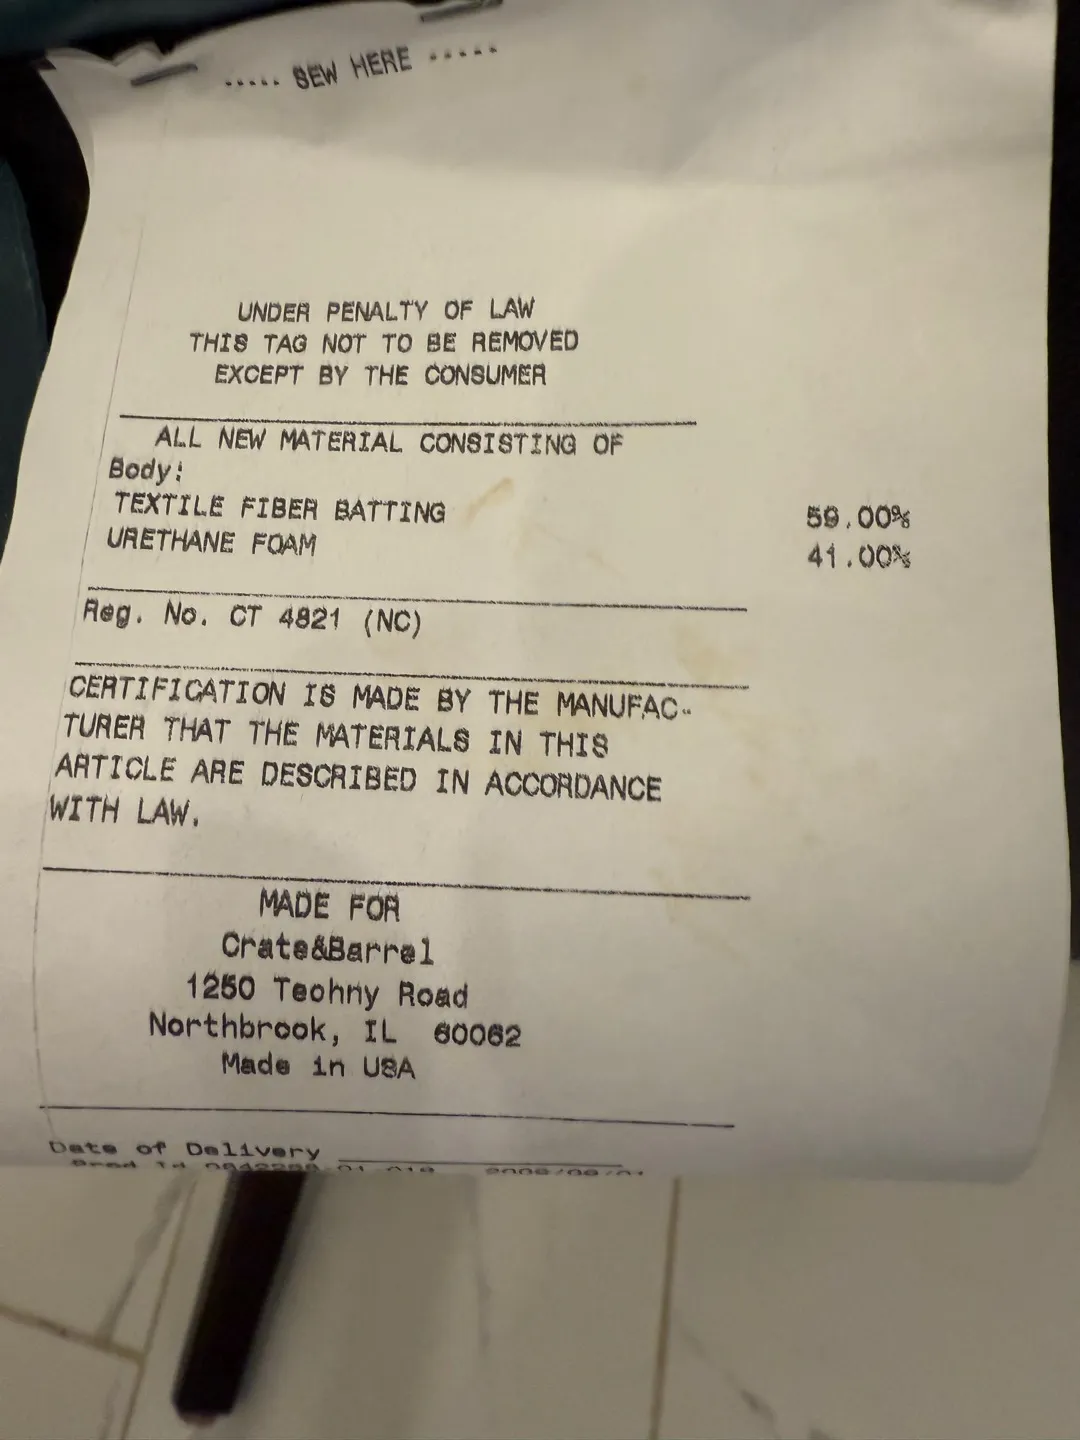 ----- SEW HERE -----
UNDER PENALTY OF LAW
THIS TAG NOT TO BE REMOVED
EXCEPT BY THE CONSUMER
ALL NEW MATERIAL CONSISTING OF
Body:
TEXTILE FIBER BATTING 59.00%
URETHANE FOAM 41.00%
Reg. No. CT 4821 (NC)
CERTIFICATION IS MADE BY THE MANUFAC-
TURER THAT THE MATERIALS IN THIS
ARTICLE ARE DESCRIBED IN ACCORDANCE
WITH LAW.
MADE FOR
Crate&Barrel
1250 Techny Road
Northbrook, IL 60062
Made in USA
Date of Delivery